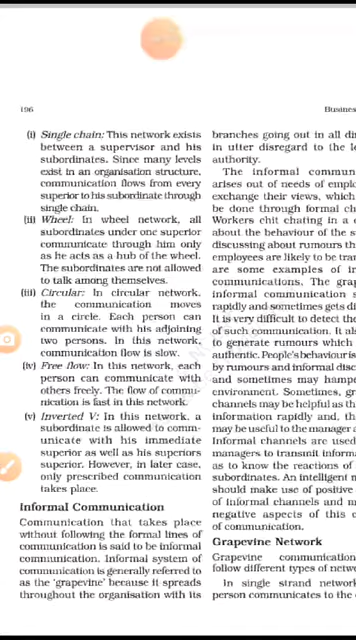 196
Business
(i) Single chain: This network exists
between a supervisor and his
subordinates. Since many levels
exist in an organisation structure,
communication flows from every
superior to his subordinate through
single chain.
(ii) Wheel: In wheel network, all
subordinates under one superior
communicate through him only
as he acts as a hub of the wheel.
The subordinates are not allowed
to talk among themselves.
(iii) Circular: In circular network,
the communication moves
in a circle. Each person can
communicate with his adjoining
two persons. In this network,
communication flow is slow.
(iv) Free flow: In this network, each
person can communicate with
others freely. The flow of commu-
nication is fast in this network.
(v) Inverted V: In this network, a
subordinate is allowed to comm-
unicate with his immediate
superior as well as his superiors
superior. However, in later case,
only prescribed communication
takes place.
Informal Communication
Communication that takes place
without following the formal lines of
communication is said to be informal
communication. Informal system of
communication is generally referred to
as the 'grapevine' because it spreads
throughout the organisation with its
branches going out in all di
in utter disregard to the le
authority.
The informal commun
arises out of needs of emplo
exchange their views, which
be done through formal ch
Workers chit chating in a c
about the behaviour of the s
discussing about rumours th
employees are likely to be tran
are some examples of in
communications. The grap
informal communication s
rapidly and sometimes gets di
It is very difficult to detect the
of such communication. It als
to generate rumours which
authentic. People's behaviour is
by rumours and informal disc
and sometimes may hampe
environment. Sometimes, gr
channels may be helpful as th
information rapidly and, th
may be useful to the manager a
Informal channels are used
managers to transmit inform
as to know the reactions of
subordinates. An intelligent m
should make use of positive
of informal channels and m
negative aspects of this c
of communication.
Grapevine Network
Grapevine communication
follow different types of netwo
In single strand network
person communicates to the o